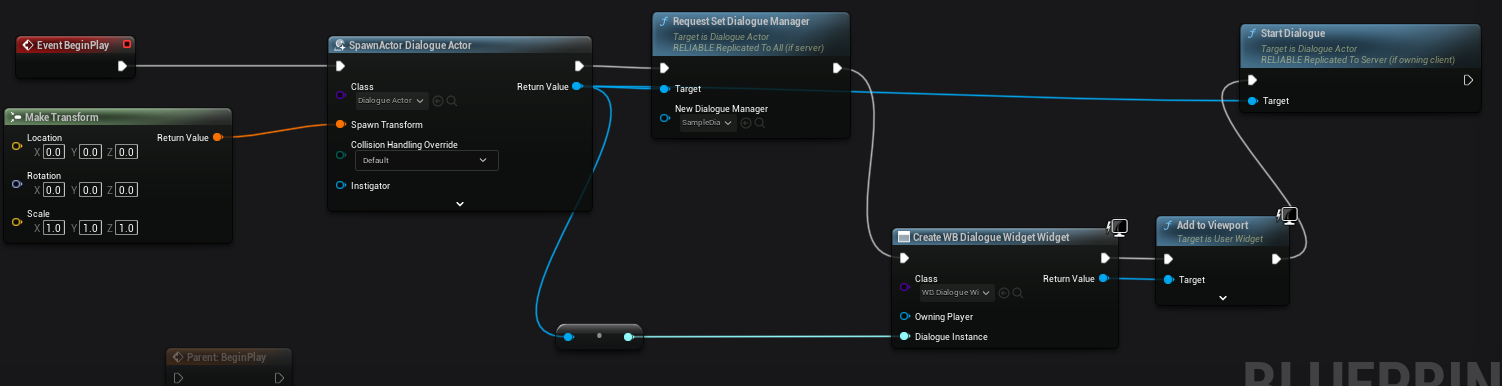 Event BeginPlay
Make Transform
Location
Return Value
X 0.0 Y 0.0 Z 0.0
Rotation
X 0.0 Y 0.0 Z 0.0
Scale
X 1.0 Y 1.0 Z 1.0
SpawnActor Dialogue Actor
Class
Return Value
Dialogue Actor
Spawn Transform
Collision Handling Override
Default
Instigator
f Request Set Dialogue Manager
Target is Dialogue Actor
RELIABLE Replicated To All (if server)
Target
New Dialogue Manager
SampleDia
Create WB Dialogue Widget Widget
Class
Return Value
WB Dialogue Wi
Owning Player
Dialogue Instance
f Add to Viewport
Target is User Widget
Target
f Start Dialogue
Target is Dialogue Actor
RELIABLE Replicated To Server (if owning client)
Target
Parent: BeginPlay
BLUEPRIN